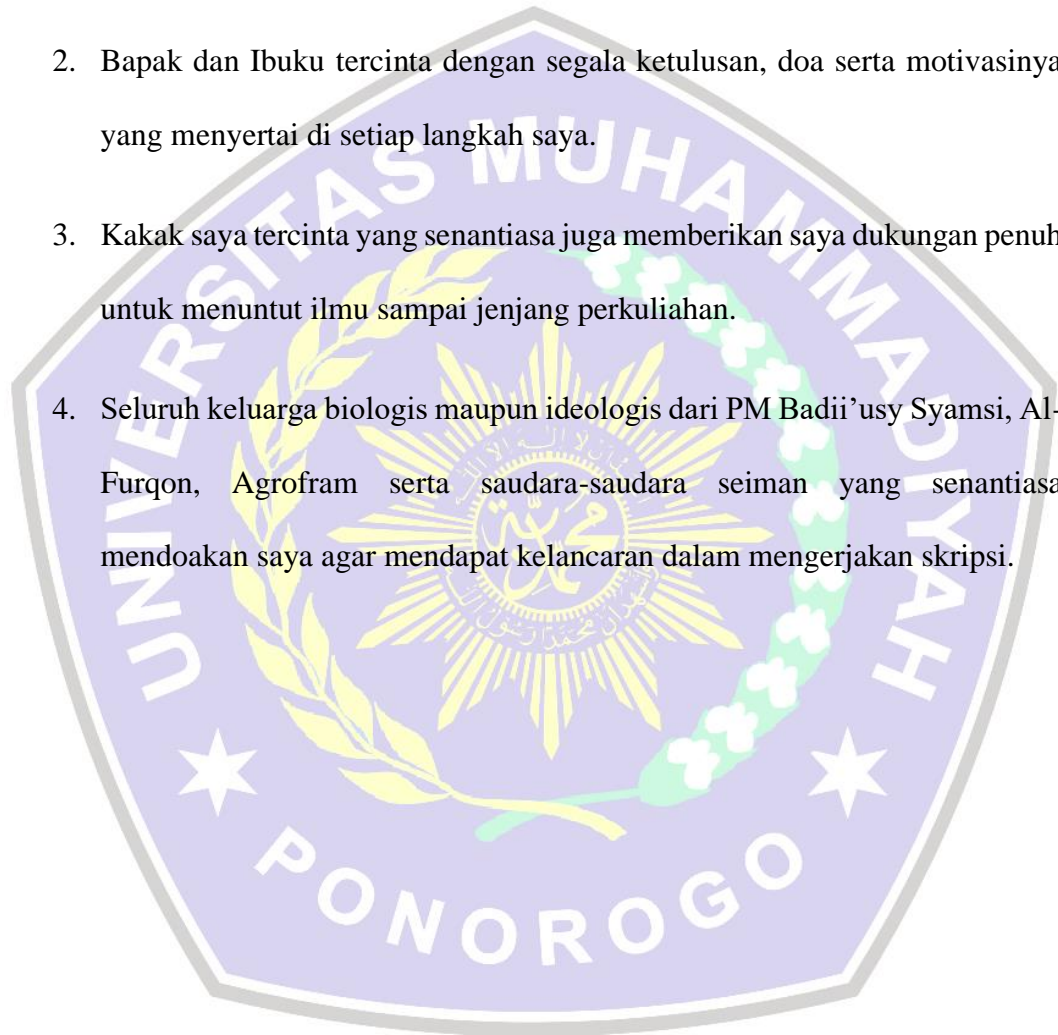 2. Bapak dan Ibuku tercinta dengan segala ketulusan, doa serta motivasinya
yang menyertai di setiap langkah saya.
3. Kakak saya tercinta yang senantiasa juga memberikan saya dukungan penuh
untuk menuntut ilmu sampai jenjang perkuliahan.
4. Seluruh keluarga biologis maupun ideologis dari PM Badii’usy Syamsi, Al-
Furqon, Agrofram serta saudara-saudara seiman yang senantiasa
mendoakan saya agar mendapat kelancaran dalam mengerjakan skripsi.
UNIVERSITAS MUHAMMADIYAH
PONOROGO
محمدية